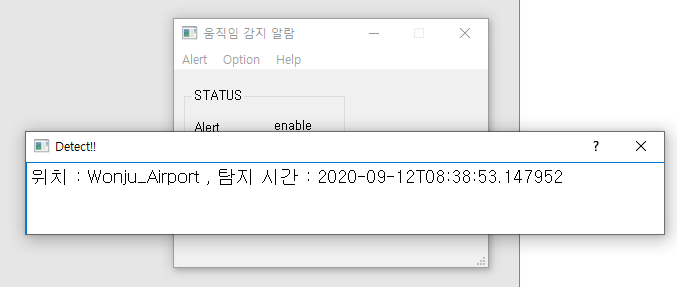 움직임 감지 알람
Alert Option Help
STATUS
Alert enable
Detect!!
위치 : Wonju_Airport , 탐지 시간 : 2020-09-12T08:38:53.147952